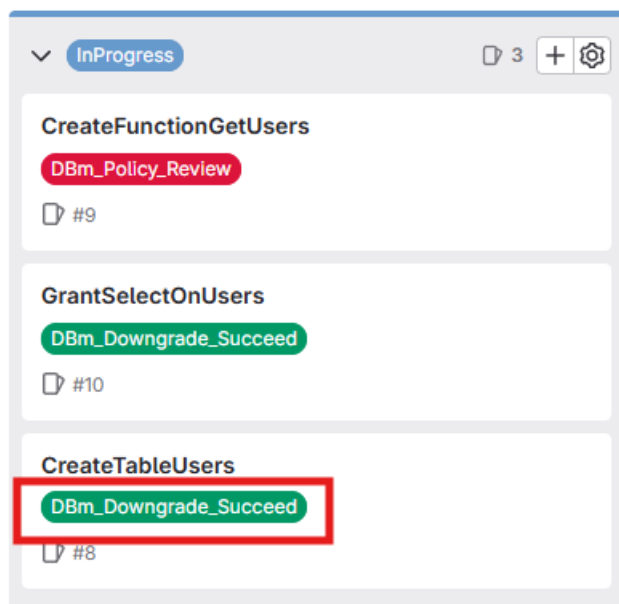 InProgress 3
CreateFunctionGetUsers
DBm_Policy_Review
#9
GrantSelectOnUsers
DBm_Downgrade_Succeed
#10
CreateTableUsers
DBm_Downgrade_Succeed
#8